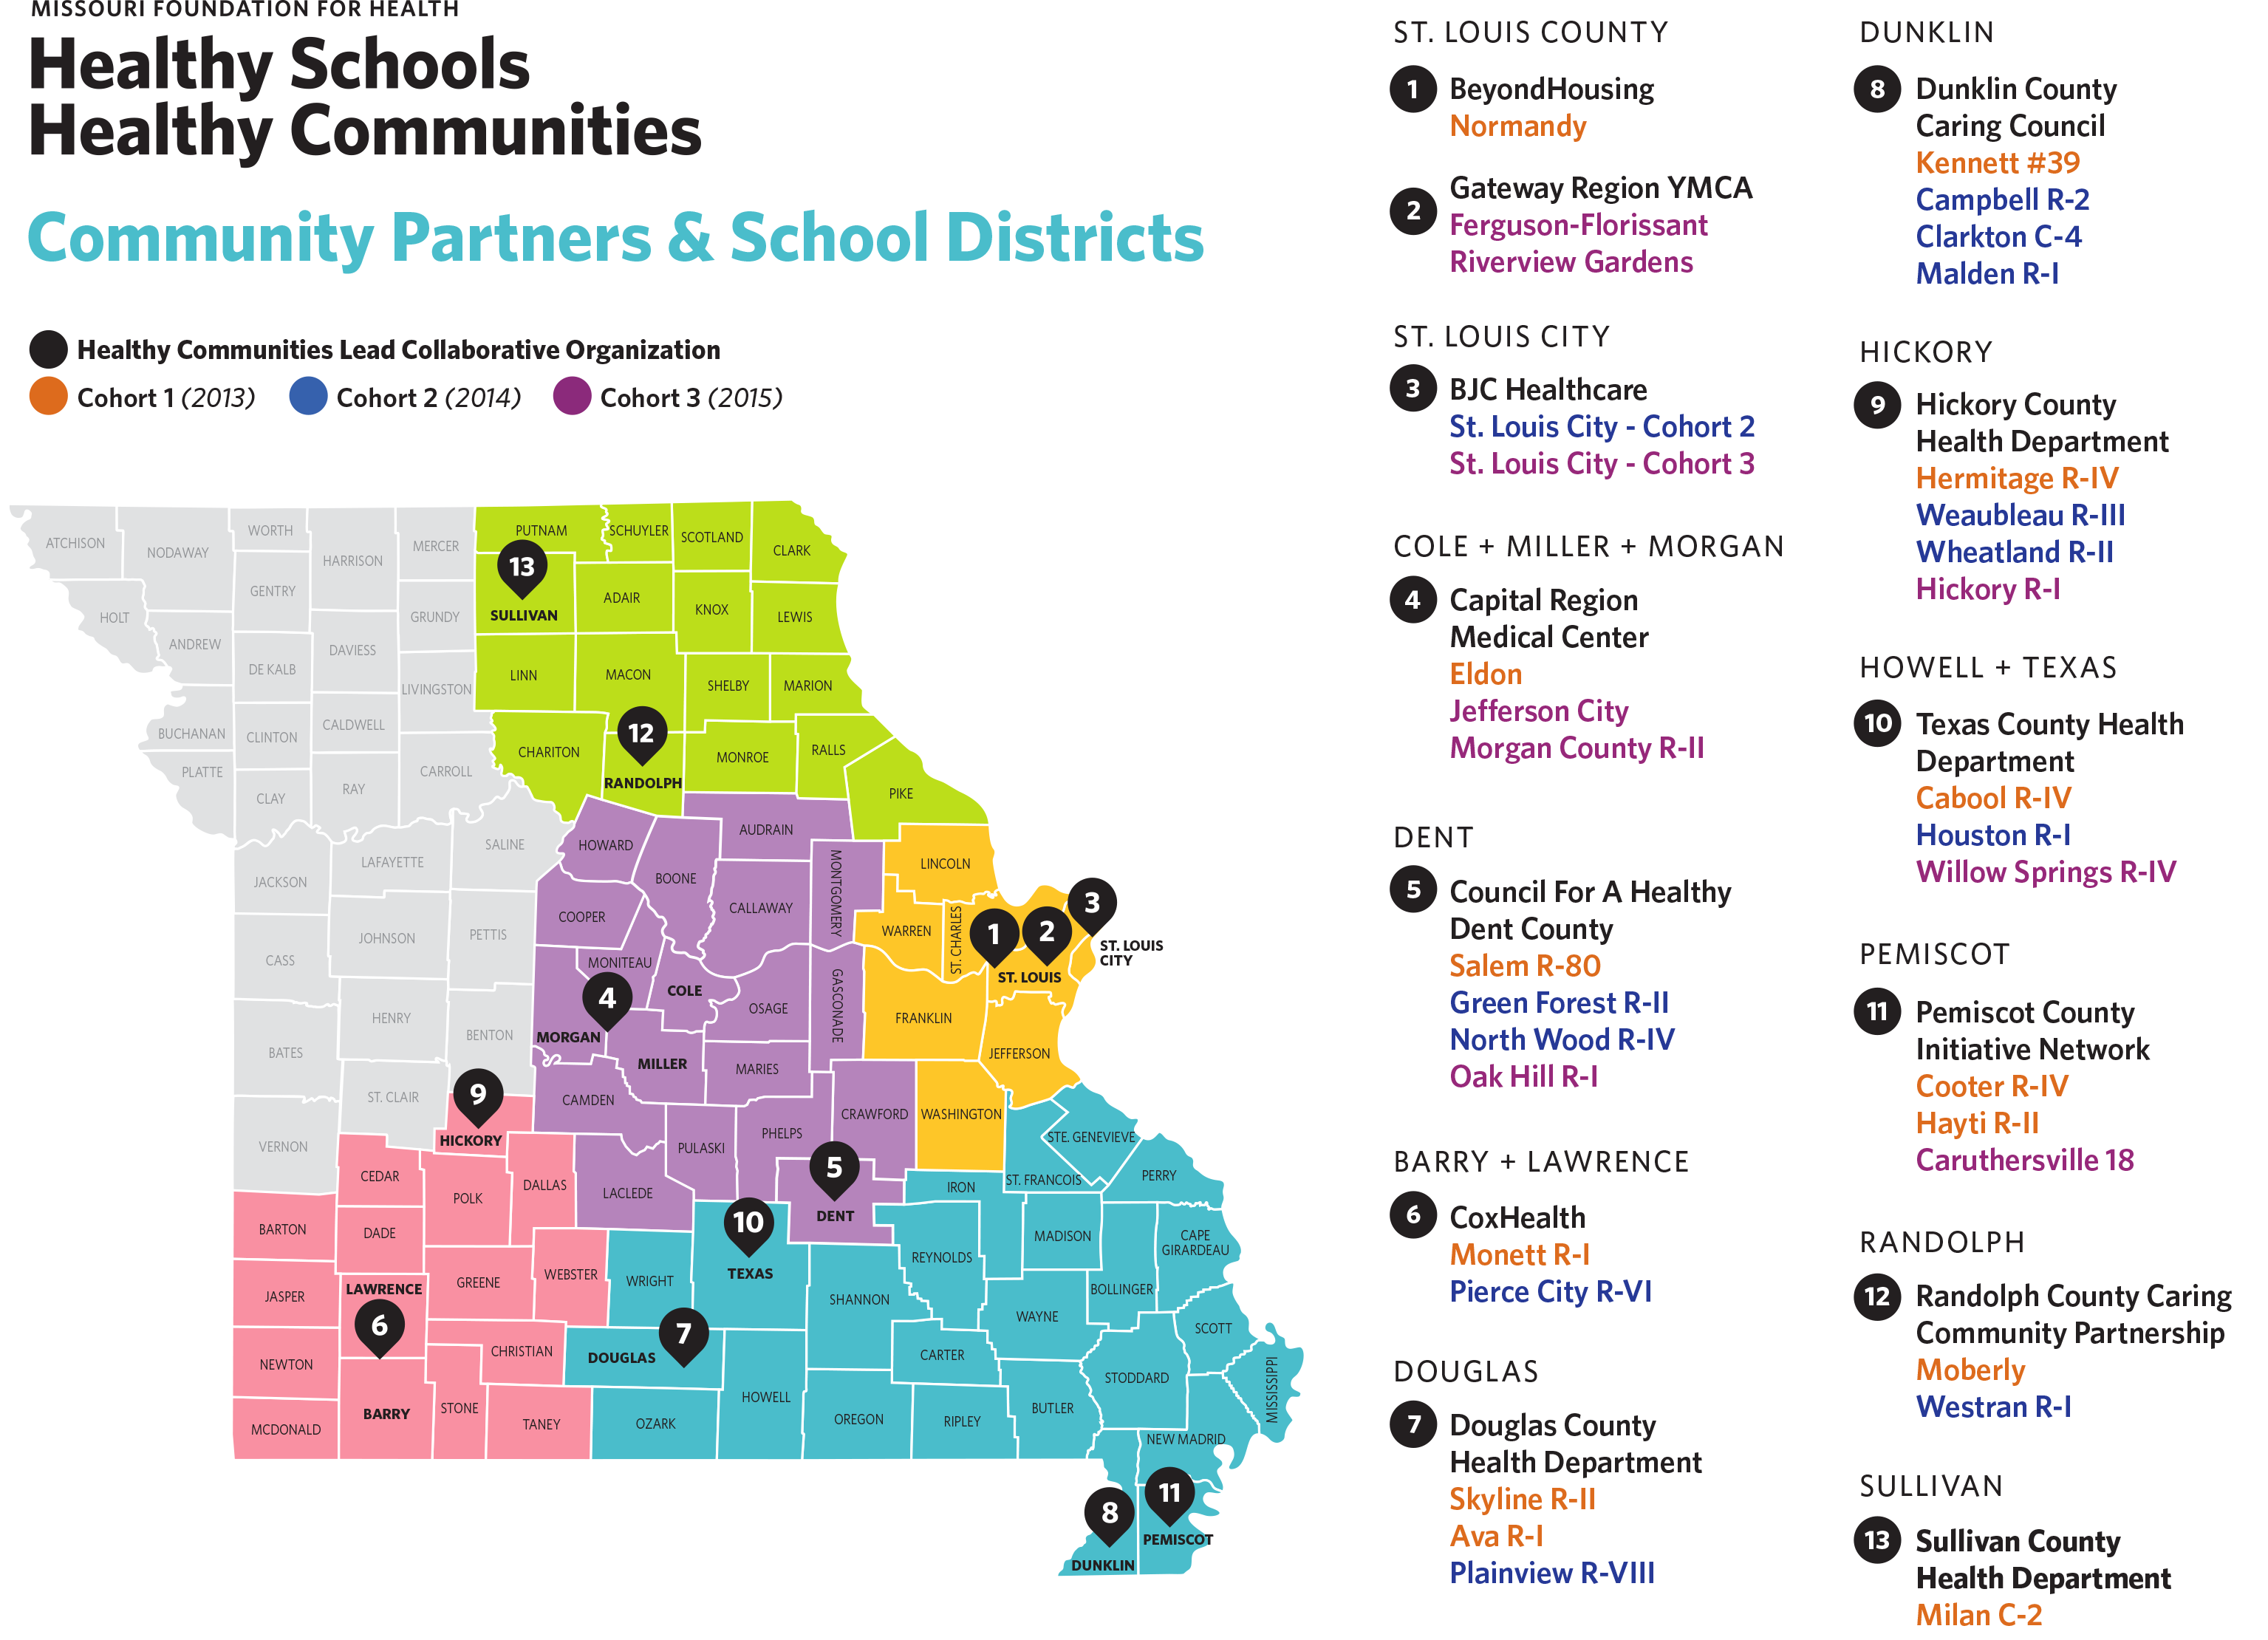 MISSOURI FOUNDATION FOR HEALTH
Healthy Schools
Healthy Communities
Community Partners & School Districts
Healthy Communities Lead Collaborative Organization
Cohort 1 (2013)
Cohort 2 (2014)
Cohort 3 (2015)
ATCHISON
NODAWAY
WORTH
HARRISON
MERCER
PUTNAM
SCHUYLER
SCOTLAND
CLARK
HOLT
GENTRY
GRUNDY
13
SULLIVAN
ADAIR
KNOX
LEWIS
ANDREW
DE KALB
DAVIESS
LIVINGSTON
LINN
MACON
SHELBY
MARION
BUCHANAN
CLINTON
CALDWELL
CARROLL
CHARITON
12
RANDOLPH
MONROE
RALLS
PLATTE
CLAY
RAY
PIKE
SALINE
HOWARD
AUDRAIN
JACKSON
LAFAYETTE
BOONE
MONTGOMERY
LINCOLN
COOPER
CALLAWAY
WARREN
ST. CHARLES
1
2
3
ST. LOUIS
ST. LOUIS
CITY
CASS
JOHNSON
PETTIS
MONITEAU
4
COLE
OSAGE
GASCONADE
FRANKLIN
JEFFERSON
BATES
HENRY
BENTON
MORGAN
MILLER
MARIES
ST. CLAIR
9
HICKORY
CAMDEN
PULASKI
PHELPS
CRAWFORD
WASHINGTON
STE. GENEVIEVE
VERNON
CEDAR
POLK
DALLAS
LACLEDE
5
DENT
IRON
ST. FRANCOIS
PERRY
BARTON
DADE
10
TEXAS
REYNOLDS
MADISON
CAPE
GIRARDEAU
JASPER
LAWRENCE
6
GREENE
WEBSTER
WRIGHT
SHANNON
WAYNE
BOLLINGER
SCOTT
NEWTON
CHRISTIAN
DOUGLAS
7
CARTER
STODDARD
MISSISSIPPI
MCDONALD
BARRY
STONE
TANEY
OZARK
HOWELL
OREGON
RIPLEY
BUTLER
NEW MADRID
8
DUNKLIN
11
PEMISCOT
ST. LOUIS COUNTY
1
BeyondHousing
Normandy
2
Gateway Region YMCA
Ferguson-Florissant
Riverview Gardens
ST. LOUIS CITY
3
BJC Healthcare
St. Louis City - Cohort 2
St. Louis City - Cohort 3
COLE + MILLER + MORGAN
4
Capital Region
Medical Center
Eldon
Jefferson City
Morgan County R-II
DENT
5
Council For A Healthy
Dent County
Salem R-80
Green Forest R-II
North Wood R-IV
Oak Hill R-I
BARRY + LAWRENCE
6
CoxHealth
Monett R-I
Pierce City R-VI
DOUGLAS
7
Douglas County
Health Department
Skyline R-II
Ava R-I
Plainview R-VIII
DUNKLIN
8
Dunklin County
Caring Council
Kennett #39
Campbell R-2
Clarkton C-4
Malden R-I
HICKORY
9
Hickory County
Health Department
Hermitage R-IV
Weaubleau R-III
Wheatland R-II
Hickory R-I
HOWELL + TEXAS
10
Texas County Health
Department
Cabool R-IV
Houston R-I
Willow Springs R-IV
PEMISCOT
11
Pemiscot County
Initiative Network
Cooter R-IV
Hayti R-II
Caruthersville 18
RANDOLPH
12
Randolph County Caring
Community Partnership
Moberly
Westran R-I
SULLIVAN
13
Sullivan County
Health Department
Milan C-2